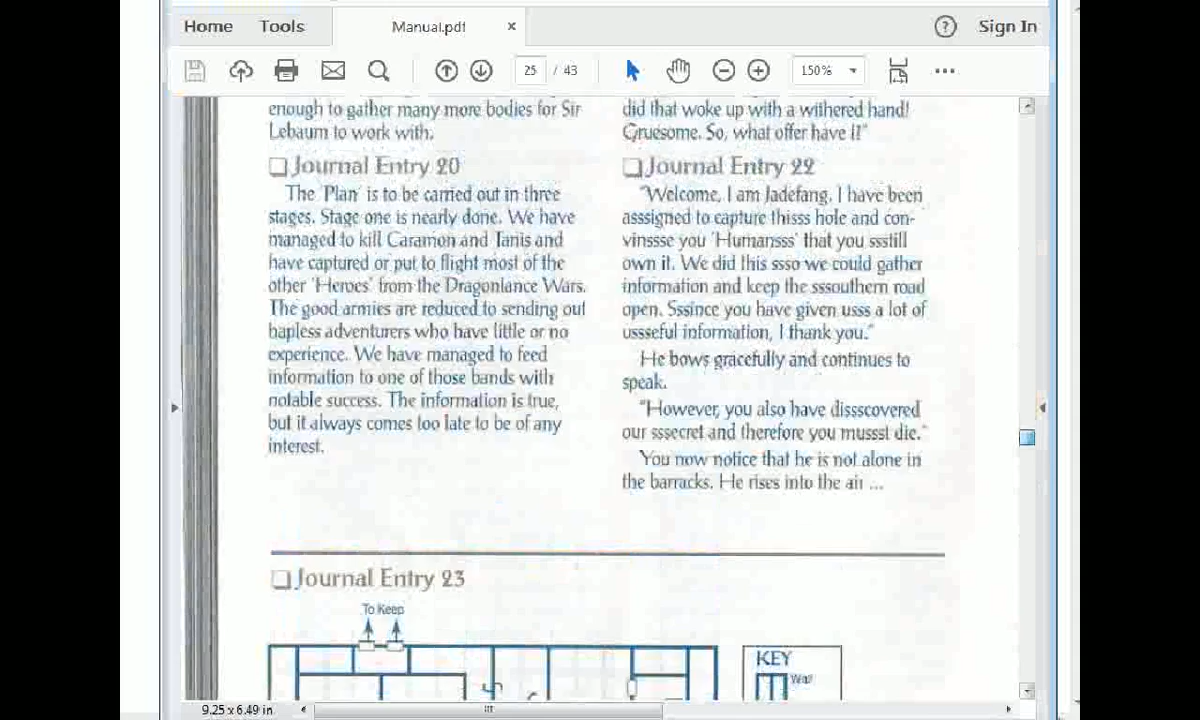 Home Tools Manual.pdf × ? Sign In
25 / 43 150%
enough to gather many more bodies for Sir
Lebaum to work with.
Journal Entry 20
The 'Plan' is to be carried out in three
stages. Stage one is nearly done. We have
managed to kill Caramon and Tanis and
have captured or put to flight most of the
other 'Heroes' from the Dragonlance Wars.
The good armies are reduced to sending out
hapless adventurers who have little or no
experience. We have managed to feed
information to one of those bands with
notable success. The information is true,
but it always comes too late to be of any
interest.
did that woke up with a withered hand!
Gruesome. So, what offer have I?"
Journal Entry 22
"Welcome, I am Jadefang. I have been
asssigned to capture thisss hole and con-
vinssse you 'Humansss' that you ssstill
own it. We did this ssso we could gather
information and keep the sssouthern road
open. Sssince you have given usss a lot of
ussseful information, I thank you."
He bows gracefully and continues to
speak.
"However, you also have dissscovered
our sssecret and therefore you mussst die."
You now notice that he is not alone in
the barracks. He rises into the air ...
Journal Entry 23
To Keep
KEY
Wall
9.25 x 6.49 in